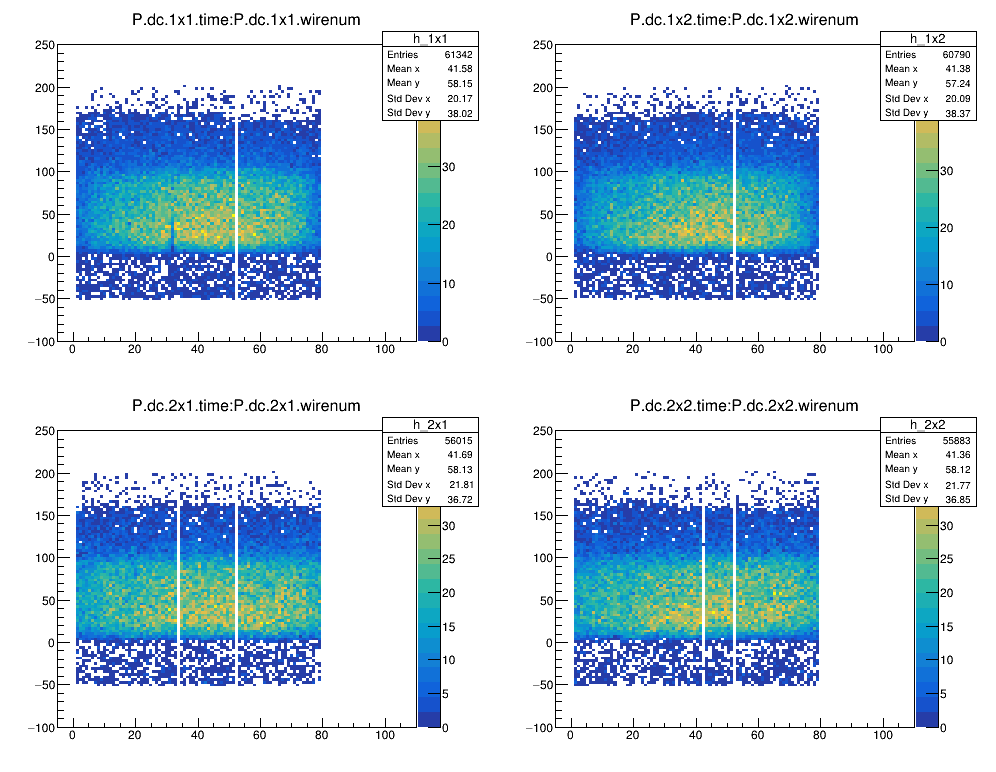 P.dc.1x1.time:P.dc.1x1.wirenum
h_1x1
Entries 61342
Mean x 41.58
Mean y 58.15
Std Dev x 20.17
Std Dev y 38.02
250
200
150
100
50
0
−50
−100
0 20 40 60 80 100
30
20
10
0
P.dc.1x2.time:P.dc.1x2.wirenum
h_1x2
Entries 60790
Mean x 41.38
Mean y 57.24
Std Dev x 20.09
Std Dev y 38.37
250
200
150
100
50
0
−50
−100
0 20 40 60 80 100
30
20
10
0
P.dc.2x1.time:P.dc.2x1.wirenum
h_2x1
Entries 56015
Mean x 41.69
Mean y 58.13
Std Dev x 21.81
Std Dev y 36.72
250
200
150
100
50
0
−50
−100
0 20 40 60 80 100
30
25
20
15
10
5
0
P.dc.2x2.time:P.dc.2x2.wirenum
h_2x2
Entries 55883
Mean x 41.36
Mean y 58.12
Std Dev x 21.77
Std Dev y 36.85
250
200
150
100
50
0
−50
−100
0 20 40 60 80 100
30
25
20
15
10
5
0